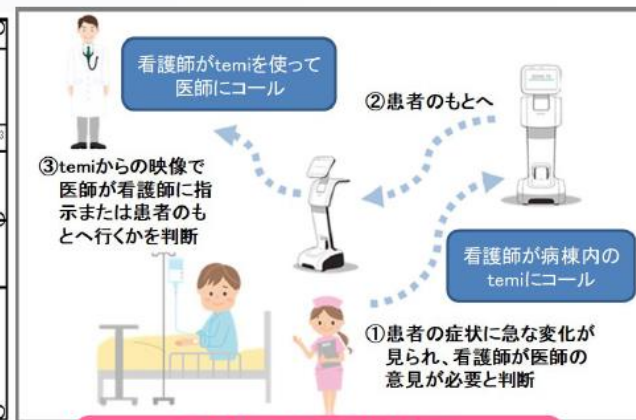 看護師がtemiを使って
医師にコール
②患者のもとへ
③temiからの映像で
医師が看護師に指
示または患者のも
とへ行くかを判断
看護師が病棟内の
temiにコール
①患者の症状に急な変化が
見られ、看護師が医師の
意見が必要と判断